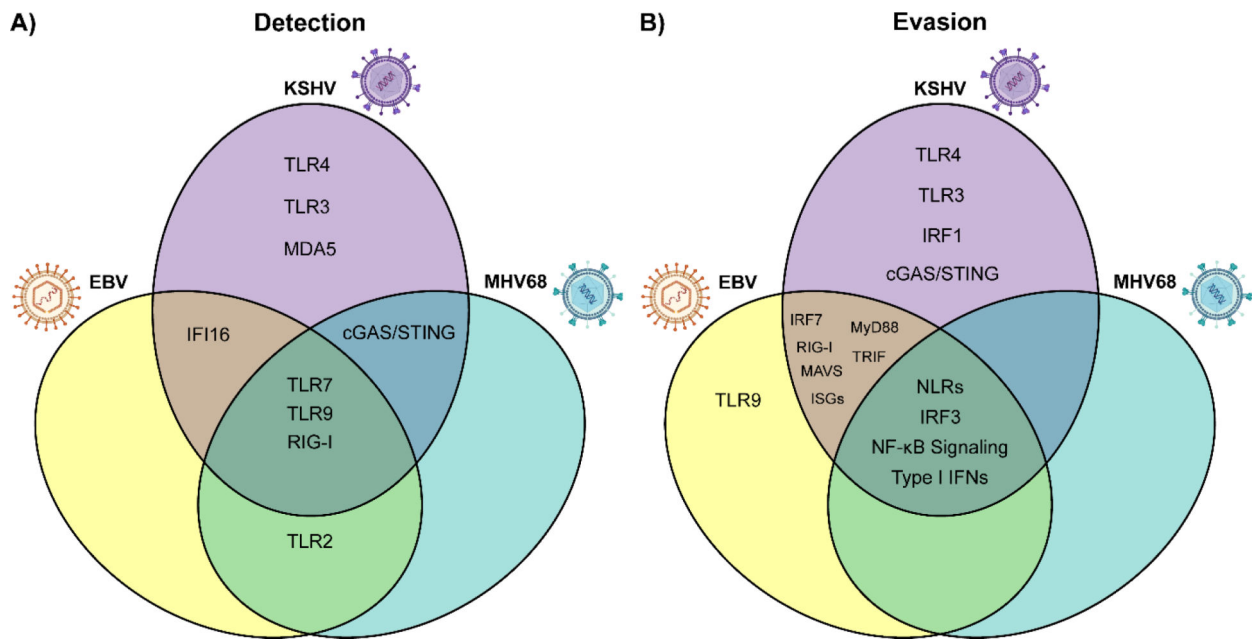 A)
Detection
KSHV
TLR4
TLR3
MDA5
EBV
MHV68
IFI16
cGAS/STING
TLR7
TLR9
RIG-I
TLR2
B)
Evasion
KSHV
TLR4
TLR3
IRF1
cGAS/STING
EBV
MHV68
IRF7
MyD88
RIG-I
TRIF
MAVS
ISGs
TLR9
NLRs
IRF3
NF-κB Signaling
Type I IFNs